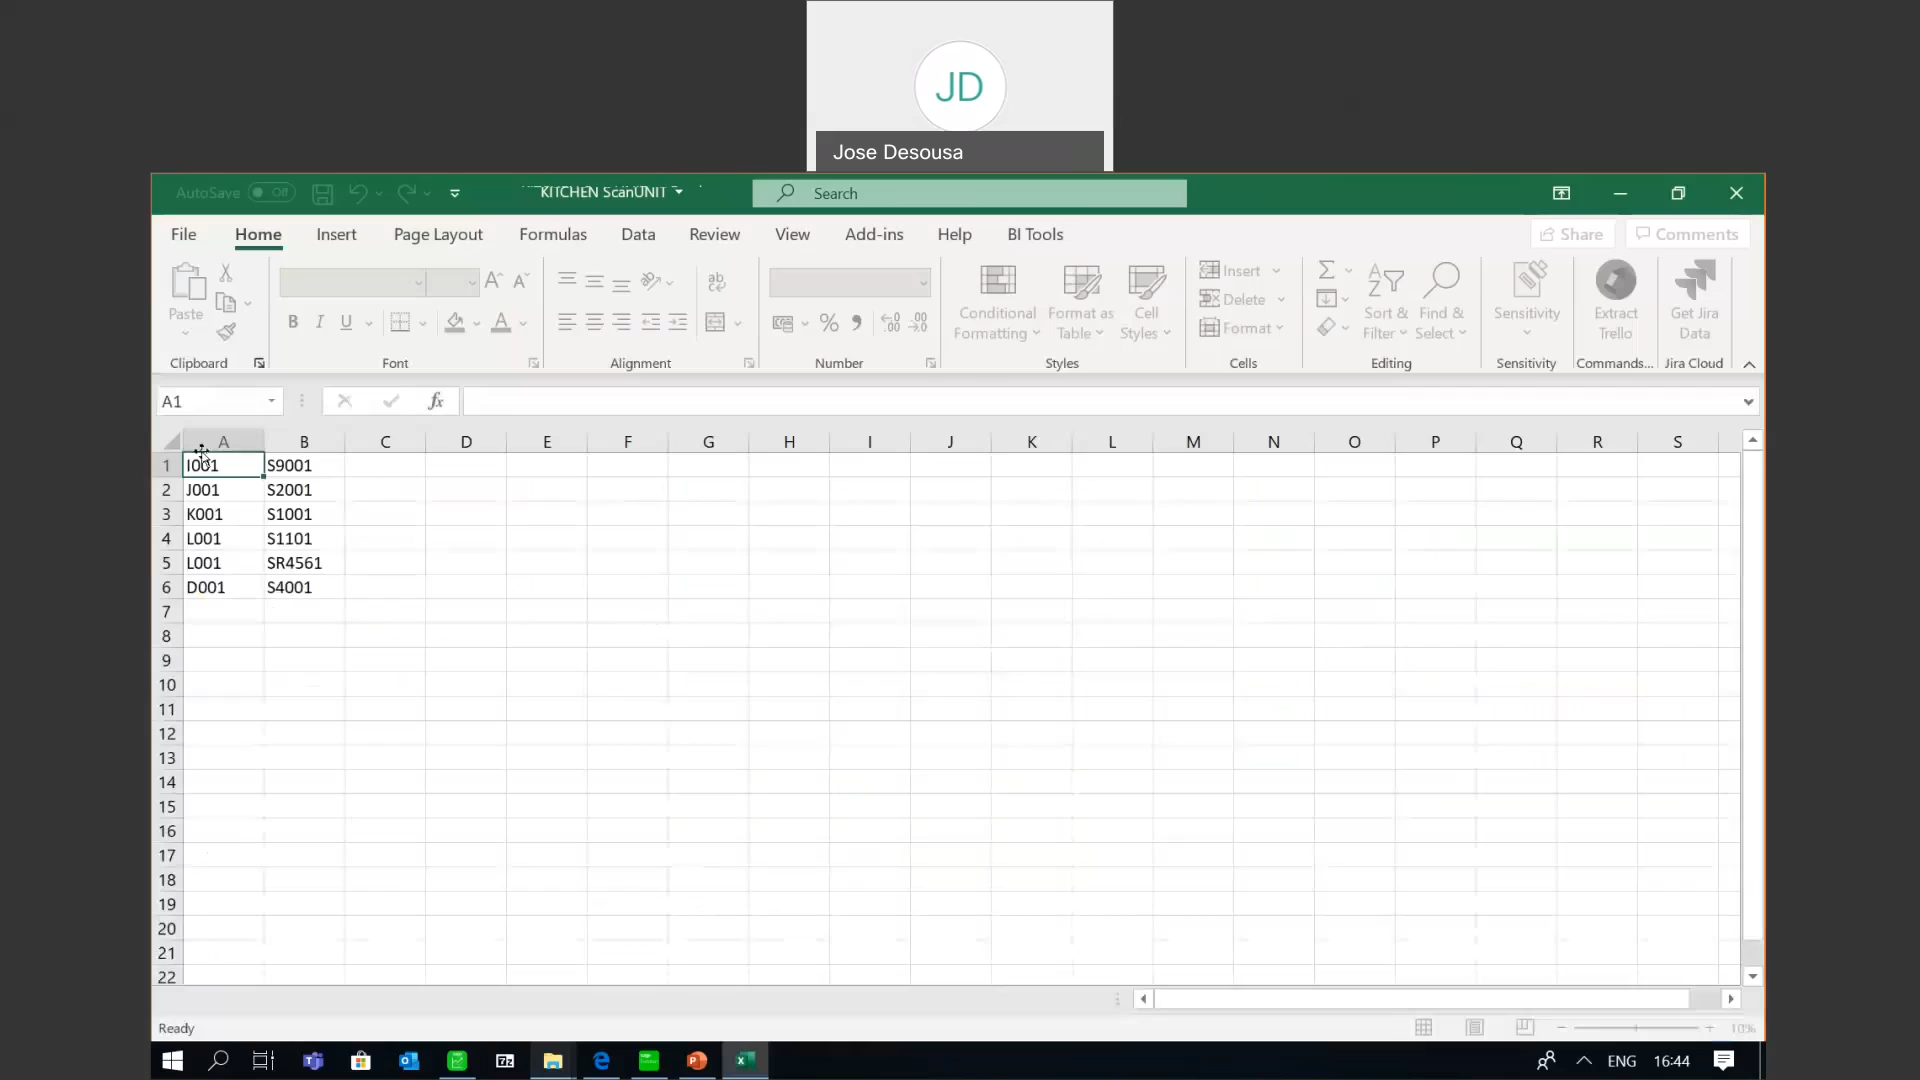 JD
Jose Desousa
AutoSave Off
KITCHEN ScanUNIT
Search
File Home Insert Page Layout Formulas Data Review View Add-ins Help BI Tools
Share Comments
Paste
Clipboard
B I U A
Font
ab
Alignment
% 9
Number
Conditional Formatting
Format as Table
Cell Styles
Styles
Insert
Delete
Format
Cells
Sort & Filter
Find & Select
Editing
Sensitivity
Sensitivity
Extract Trello
Commands...
Get Jira Data
Jira Cloud
A1 fx
A B C D E F G H I J K L M N O P Q R S
1 I001 S9001
2 J001 S2001
3 K001 S1001
4 L001 S1101
5 L001 SR4561
6 D001 S4001
7
8
9
10
11
12
13
14
15
16
17
18
19
20
21
22
Ready
ENG 16:44